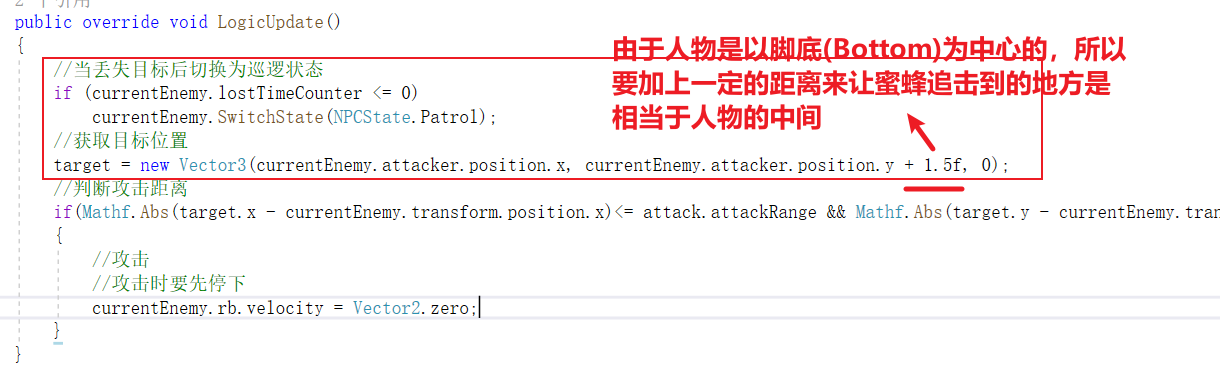 2 个引用
public override void LogicUpdate()
{
由于人物是以脚底(Bottom)为中心的，所以
要加上一定的距离来让蜜蜂追击到的地方是
相当于人物的中间
//当丢失目标后切换为巡逻状态
if (currentEnemy.lostTimeCounter <= 0)
currentEnemy.SwitchState(NPCState.Patrol);
//获取目标位置
target = new Vector3(currentEnemy.attacker.position.x, currentEnemy.attacker.position.y + 1.5f, 0);
//判断攻击距离
if(Mathf.Abs(target.x - currentEnemy.transform.position.x)<= attack.attackRange && Mathf.Abs(target.y - currentEnemy.tran
{
//攻击
//攻击时要先停下
currentEnemy.rb.velocity = Vector2.zero;
}
}